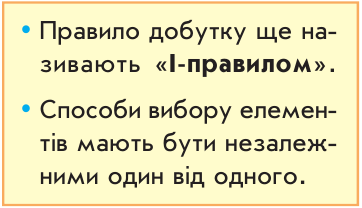 • Правило добутку ще на-
зивають «І-правилом».
• Способи вибору елемен-
тів мають бути незалеж-
ними один від одного.